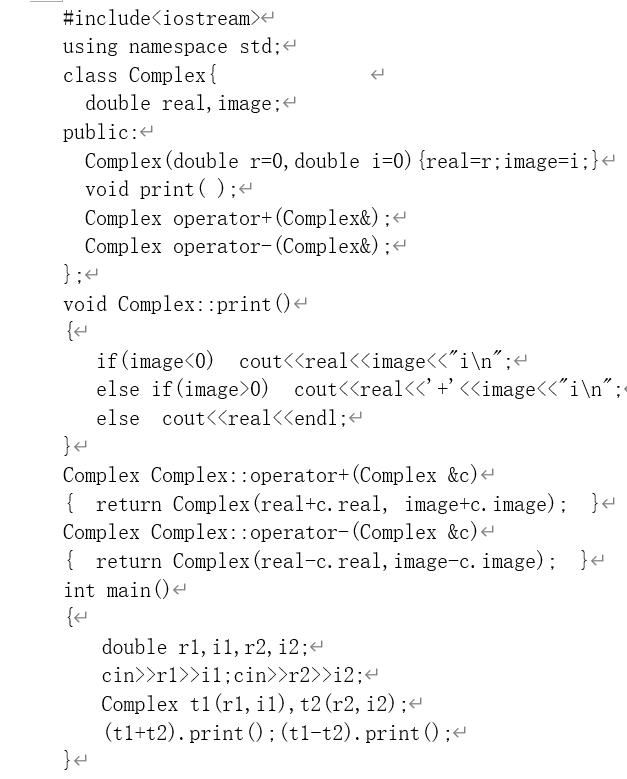 #include<iostream>↵
using namespace std;↵
class Complex{ ↵
double real,image;↵
public:↵
Complex(double r=0,double i=0){real=r;image=i;}↵
void print( );↵
Complex operator+(Complex&);↵
Complex operator-(Complex&);↵
};↵
void Complex::print()↵
{↵
if(image<0)  cout<<real<<image<<"i\n";↵
else if(image>0)  cout<<real<<'+'<<image<<"i\n";↵
else  cout<<real<<endl;↵
}↵
Complex Complex::operator+(Complex &c)↵
{  return Complex(real+c.real, image+c.image);  }↵
Complex Complex::operator-(Complex &c)↵
{  return Complex(real-c.real,image-c.image);  }↵
int main()↵
{↵
double r1,i1,r2,i2;↵
cin>>r1>>i1;cin>>r2>>i2;↵
Complex t1(r1,i1),t2(r2,i2);↵
(t1+t2).print();(t1-t2).print();↵
}↵